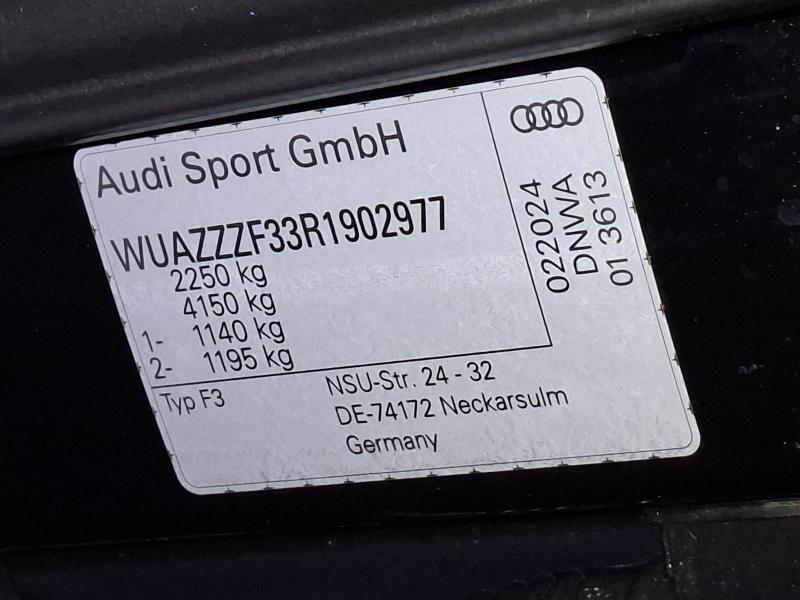 Audi Sport GmbH
WUAZZZF33R1902977
2250 kg
4150 kg
1- 1140 kg
2- 1195 kg
Typ F3
NSU-Str. 24 - 32
DE-74172 Neckarsulm
Germany
022024
DNWA
01 3613